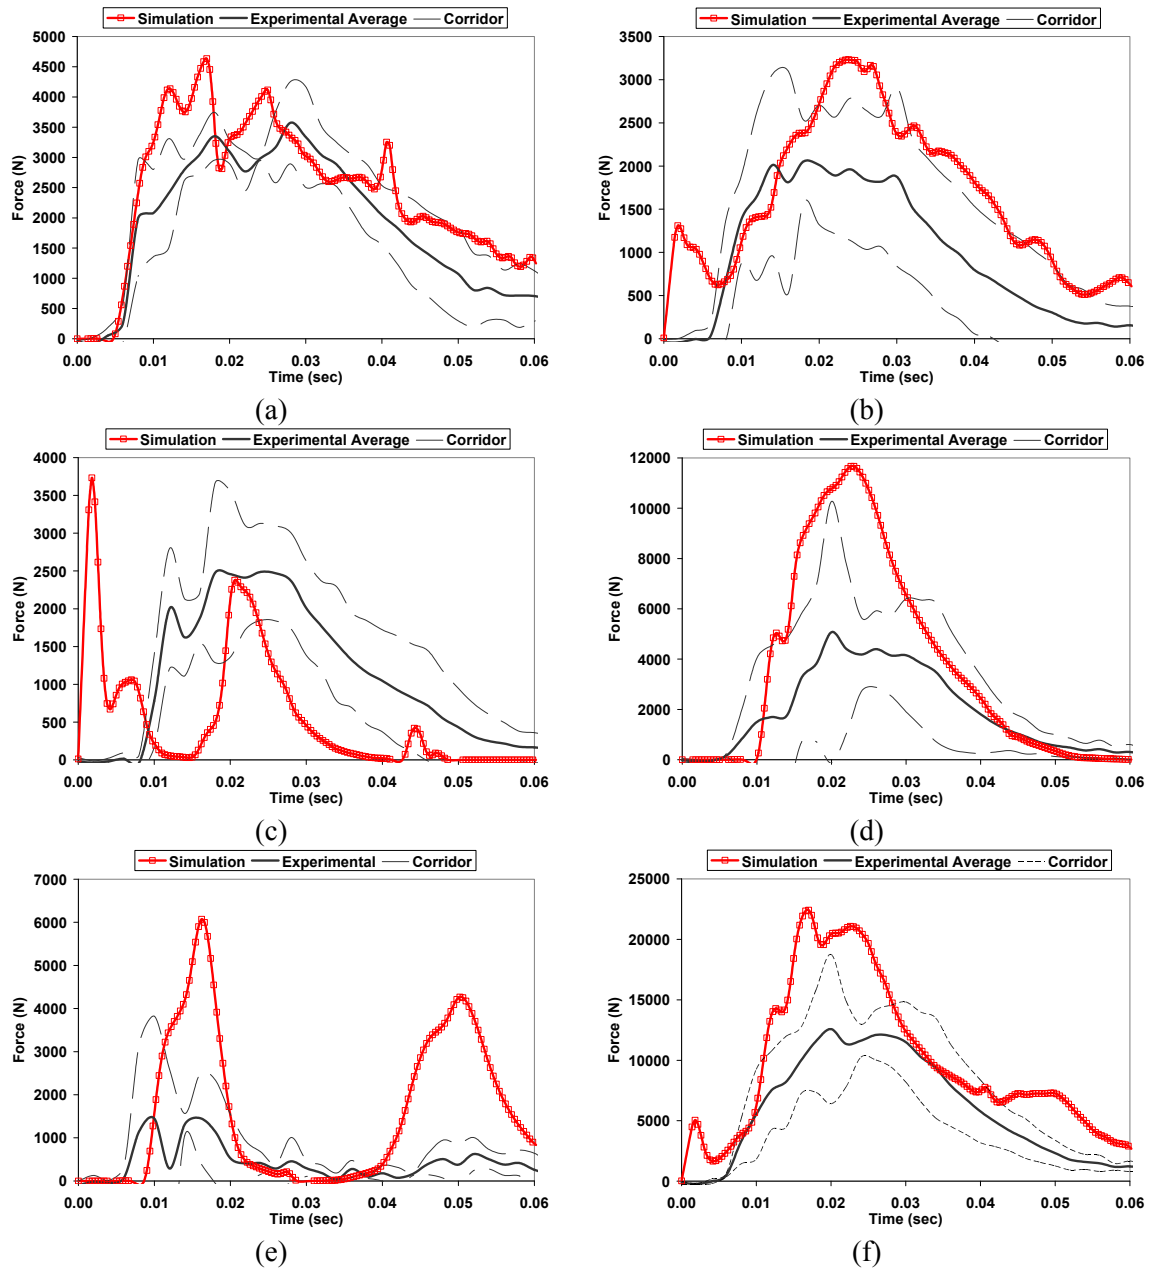 Simulation Experimental Average Corridor
5000
4500
4000
3500
3000
2500
2000
1500
1000
500
0
Force (N)
0.00 0.01 0.02 0.03 0.04 0.05 0.06
Time (sec)
(a)
Simulation Experimental Average Corridor
3500
3000
2500
2000
1500
1000
500
0
Force (N)
0.00 0.01 0.02 0.03 0.04 0.05 0.06
Time (sec)
(b)
Simulation Experimental Average Corridor
4000
3500
3000
2500
2000
1500
1000
500
0
Force (N)
0.00 0.01 0.02 0.03 0.04 0.05 0.06
Time (sec)
(c)
Simulation Experimental Average Corridor
12000
10000
8000
6000
4000
2000
0
Force (N)
0.00 0.01 0.02 0.03 0.04 0.05 0.06
Time (sec)
(d)
Simulation Experimental Corridor
7000
6000
5000
4000
3000
2000
1000
0
Force (N)
0.00 0.01 0.02 0.03 0.04 0.05 0.06
Time (sec)
(e)
Simulation Experimental Average Corridor
25000
20000
15000
10000
5000
0
Force (N)
0.00 0.01 0.02 0.03 0.04 0.05 0.06
Time (sec)
(f)